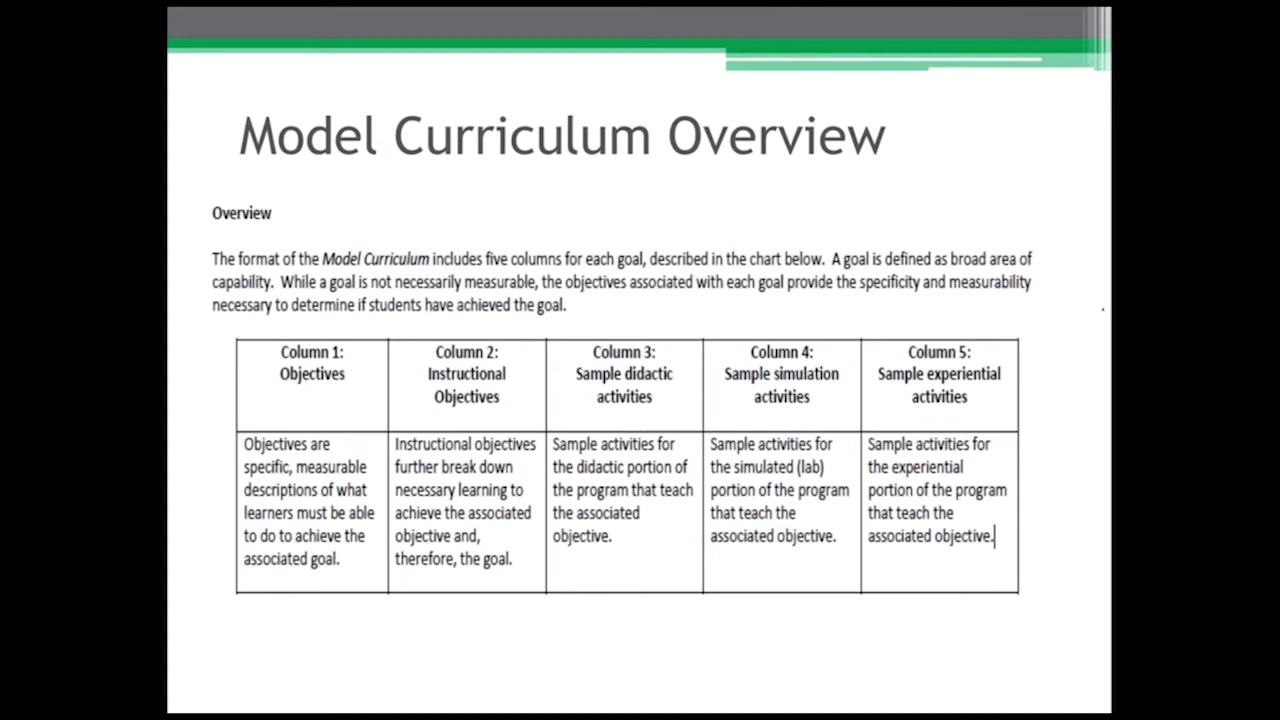 Model Curriculum Overview
Overview
The format of the Model Curriculum includes five columns for each goal, described in the chart below. A goal is defined as broad area of
capability. While a goal is not necessarily measurable, the objectives associated with each goal provide the specificity and measurability
necessary to determine if students have achieved the goal.
.
Column 1:
Objectives
Column 2:
Instructional
Objectives
Column 3:
Sample didactic
activities
Column 4:
Sample simulation
activities
Column 5:
Sample experiential
activities
Objectives are
specific, measurable
descriptions of what
learners must be able
to do to achieve the
associated goal.
Instructional objectives
further break down
necessary learning to
achieve the associated
objective and,
therefore, the goal.
Sample activities for
the didactic portion of
the program that teach
the associated
objective.
Sample activities for
the simulated (lab)
portion of the program
that teach the
associated objective.
Sample activities for
the experiential
portion of the program
that teach the
associated objective.